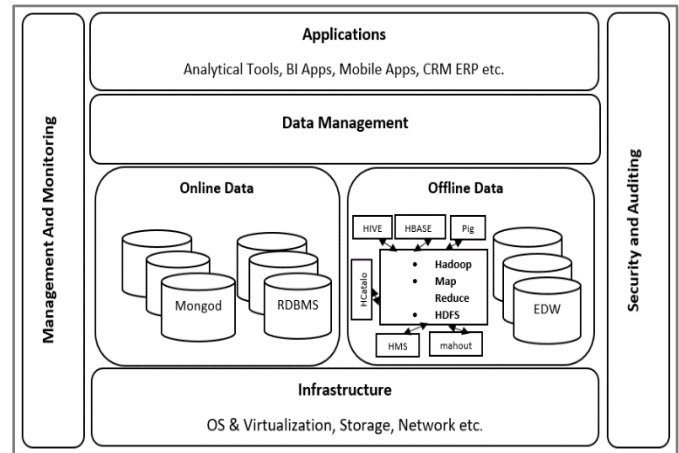 Management And Monitoring
Applications
Analytical Tools, BI Apps, Mobile Apps, CRM ERP etc.
Data Management
Online Data
Mongod
RDBMS
Offline Data
HIVE
HBASE
Pig
HCatalo
• Hadoop
• Map
Reduce
• HDFS
HMS
mahout
EDW
Infrastructure
OS & Virtualization, Storage, Network etc.
Security and Auditing